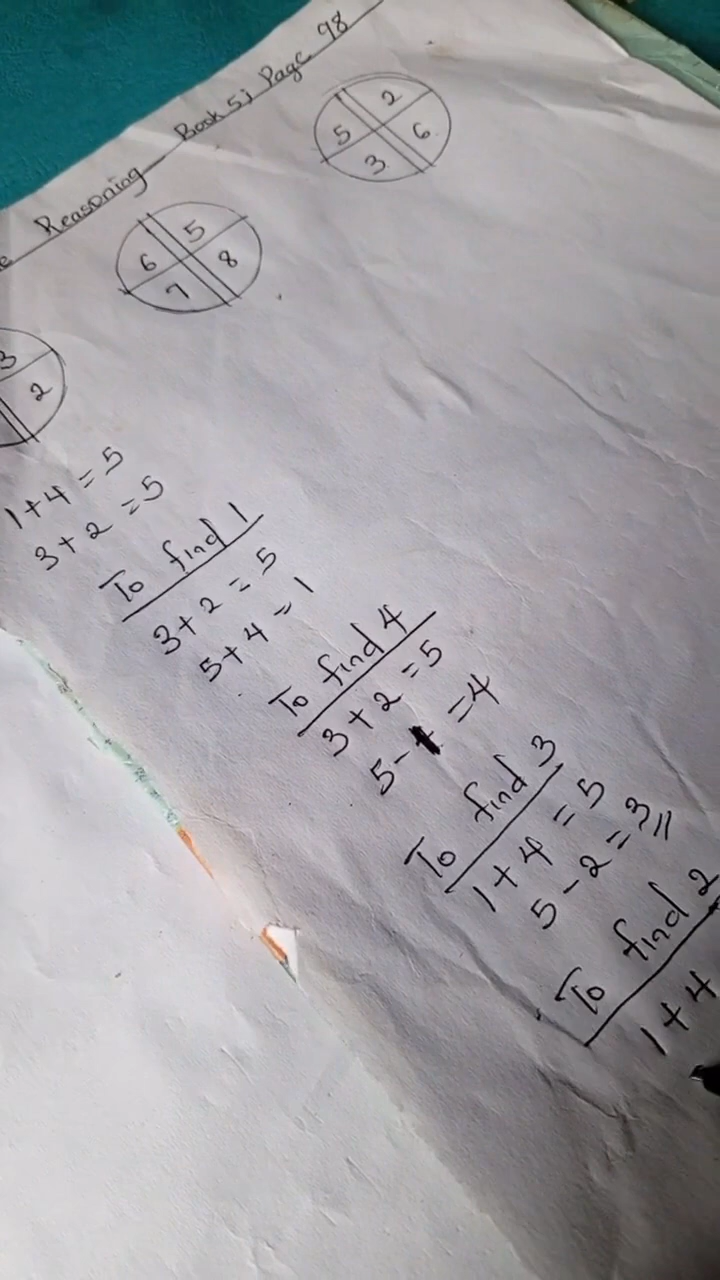 Reasoning - Book 5; Page 98
2
5
6
3
5
6
8
7
3
2
1 + 4 = 5
3 + 2 = 5
To find 1
3 + 2 = 5
5 + 4 = 1
To find 4
3 + 2 = 5
5 - 1 = 4
To find 3
1 + 4 = 5
5 - 2 = 3
To find 2
1 + 4